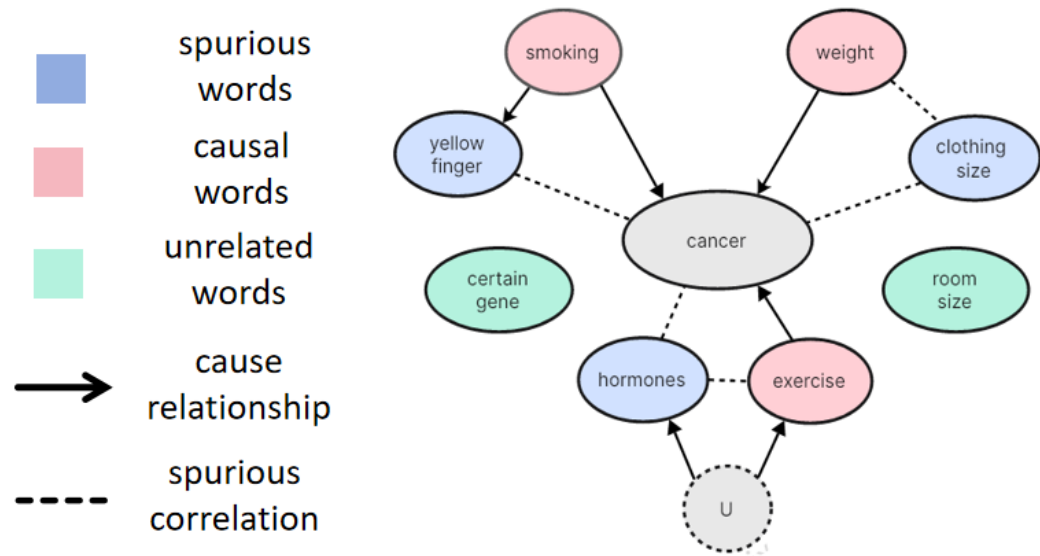 spurious
words
causal
words
unrelated
words
cause
relationship
spurious
correlation
smoking
weight
yellow
finger
clothing
size
cancer
certain
gene
room
size
hormones
exercise
U